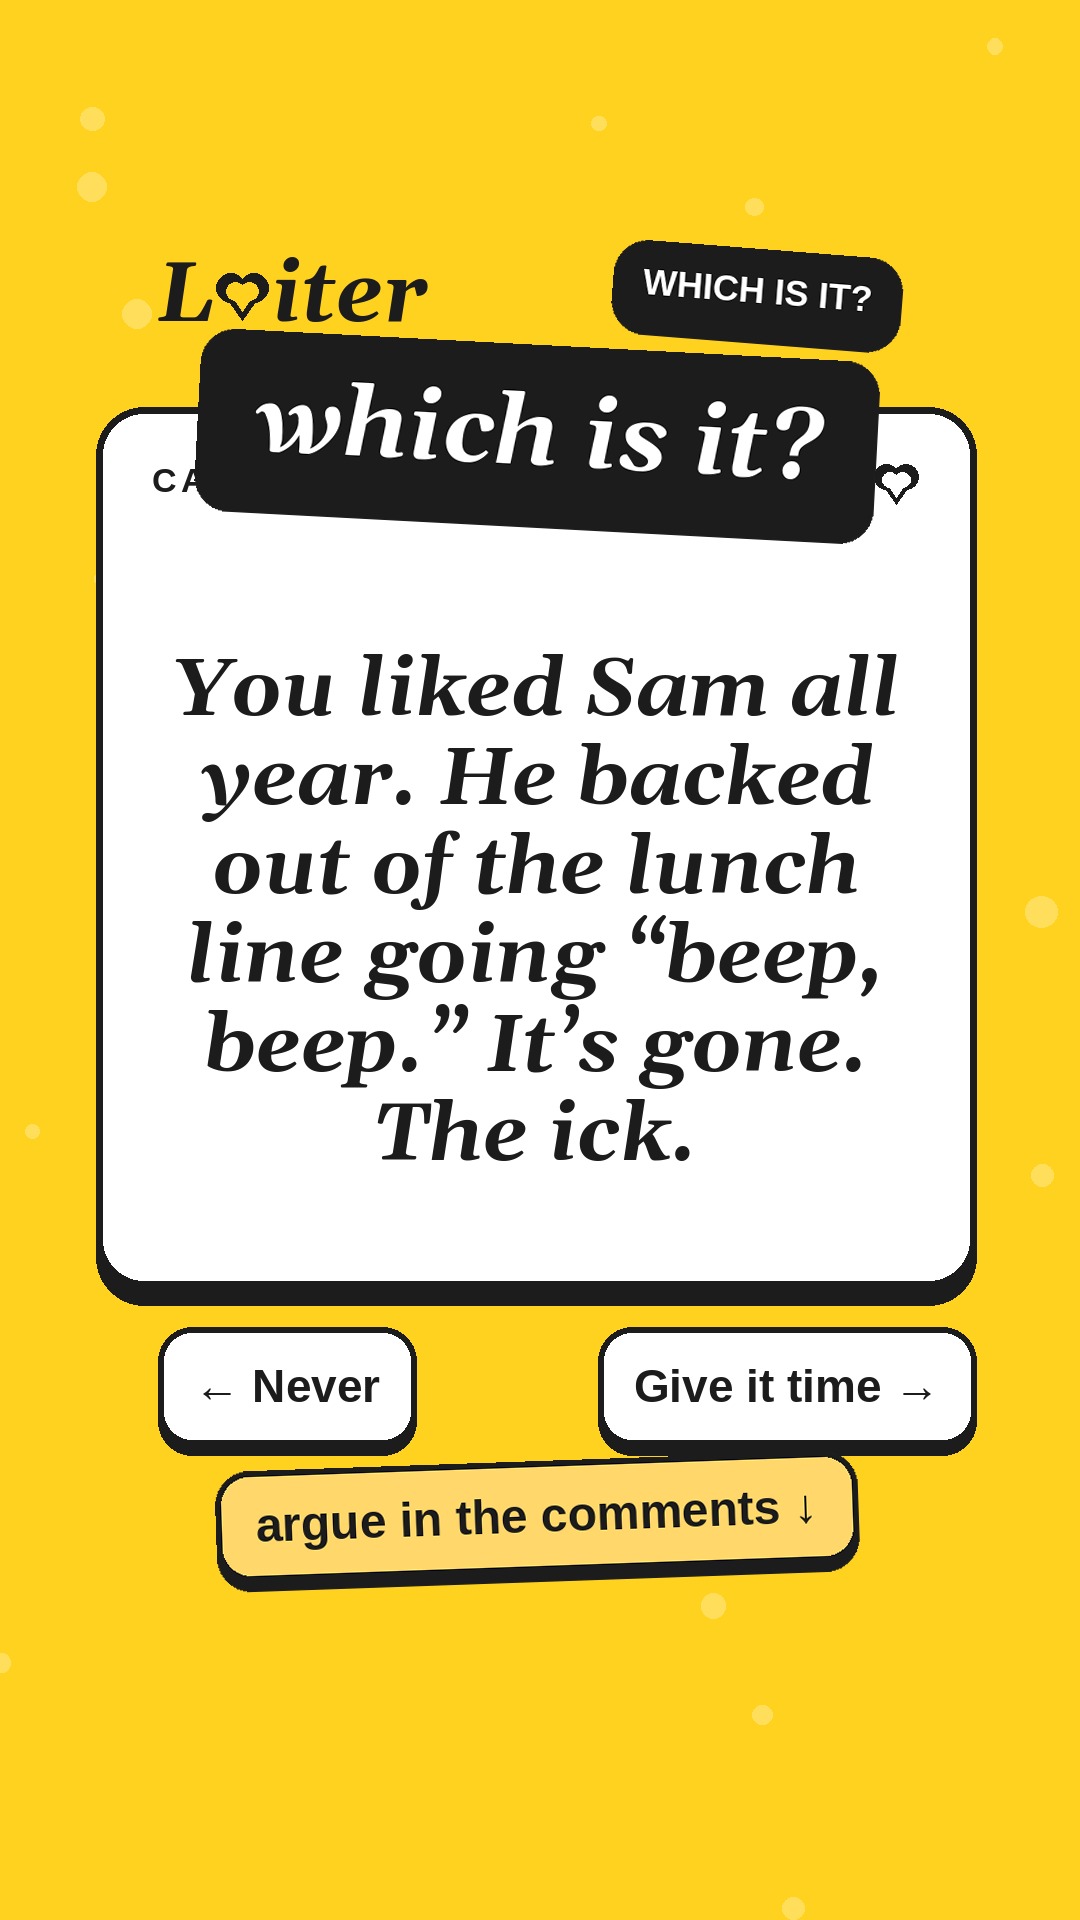 Loiter
WHICH IS IT?
which is it?
You liked Sam all
year. He backed
out of the lunch
line going “beep,
beep.” It’s gone.
The ick.
← Never
Give it time →
argue in the comments ↓